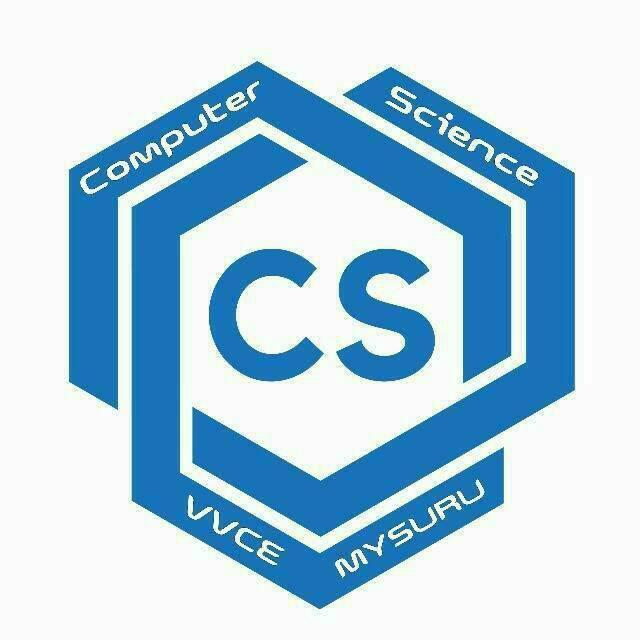 Computer
Science
CS
VVCE
MYSURU